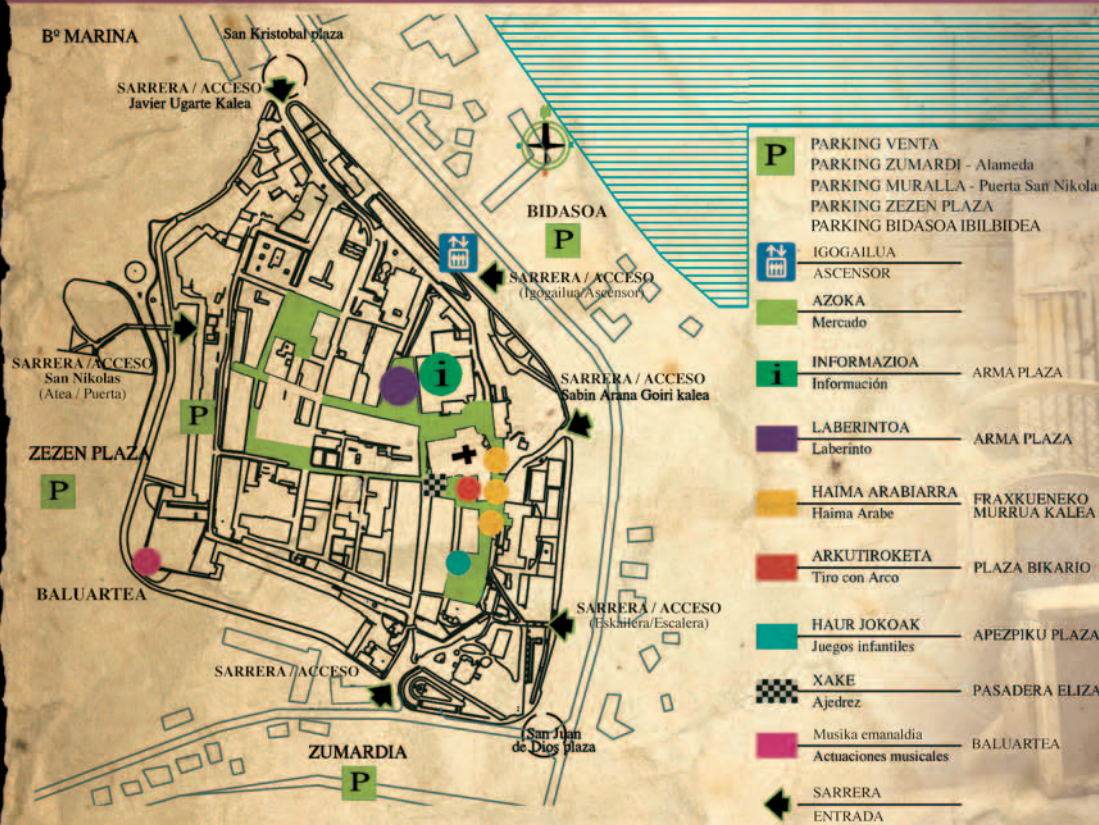 Bº MARINA
San Kristobal plaza
SARRERA / ACCESO
Javier Ugarte Kalea
BIDASOA
P
SARRERA / ACCESO
(Igogailua/Ascensor)
SARRERA / ACCESO
San Nikolas
(Atea / Puerta)
i
SARRERA / ACCESO
Sabin Arana Goiri kalea
P
ZEZEN PLAZA
P
BALUARTEA
SARRERA / ACCESO
(Eskailera/Escalera)
SARRERA / ACCESO
San Juan
de Dios plaza
ZUMARDIA
P
P
PARKING VENTA
PARKING ZUMARDI - Alameda
PARKING MURALLA - Puerta San Nikolas
PARKING ZEZEN PLAZA
PARKING BIDASOA IBILBIDEA
IGOGAILUA
ASCENSOR
AZOKA
Mercado
i
INFORMAZIOA
Información
ARMA PLAZA
LABERINTOA
Laberinto
ARMA PLAZA
HAIMA ARABIARRA
Haima Arabe
FRAXKUENEKO
MURRUA KALEA
ARKUTIROKETA
Tiro con Arco
PLAZA BIKARIO
HAUR JOKOAK
Juegos infantiles
APEZPIKU PLAZA
XAKE
Ajedrez
PASADERA ELIZA
Musika emanaldia
Actuaciones musicales
BALUARTEA
SARRERA
ENTRADA